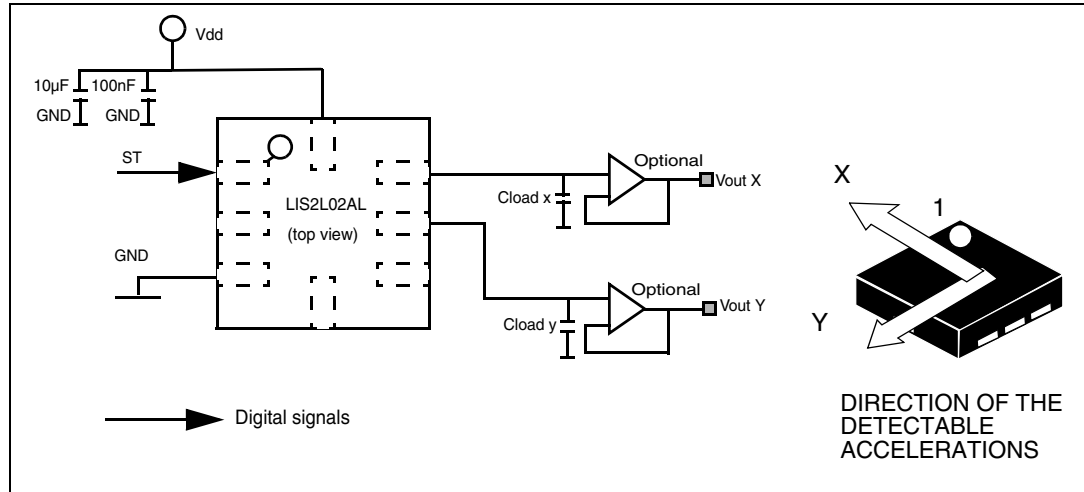 Vdd
10µF 100nF
GND GND
ST
GND
LIS2L02AL
(top view)
Optional
Cload x
Vout X
Optional
Cload y
Vout Y
Digital signals
X
1
Y
DIRECTION OF THE
DETECTABLE
ACCELERATIONS